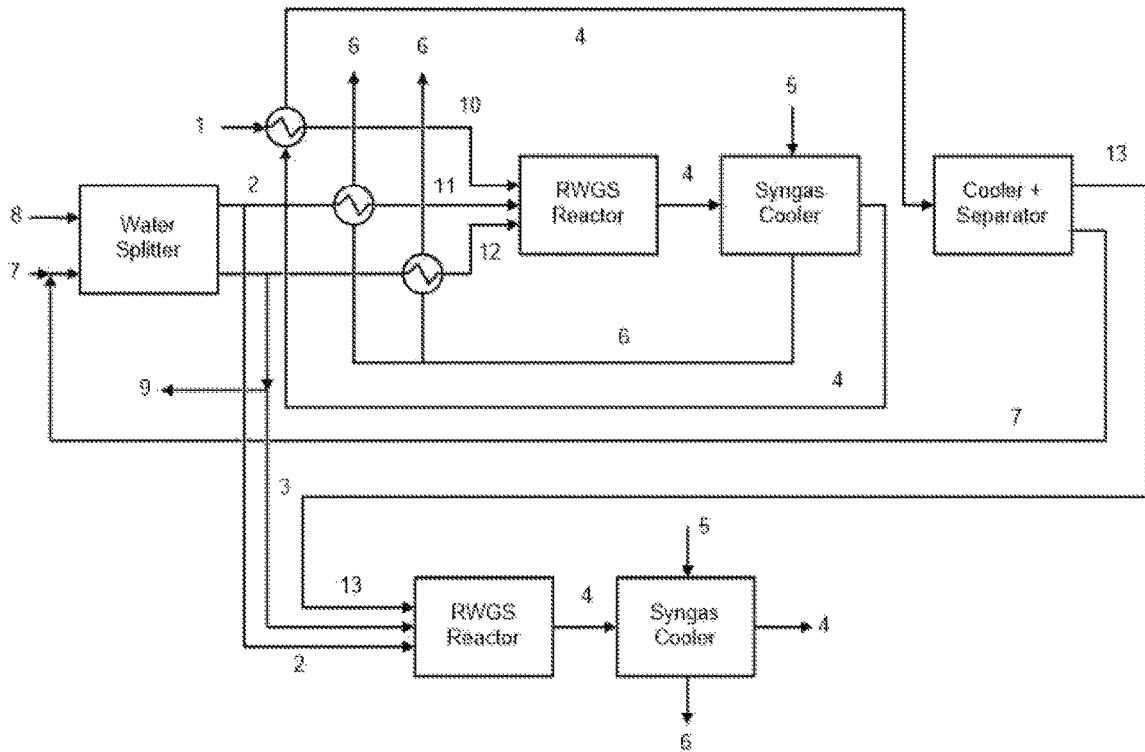 4
6
6
5
1
10
13
2
11
RWGS
Reactor
4
Syngas
Cooler
Cooler +
Separator
8
Water
Splitter
12
7
6
9
4
7
3
5
13
RWGS
Reactor
4
Syngas
Cooler
4
2
6